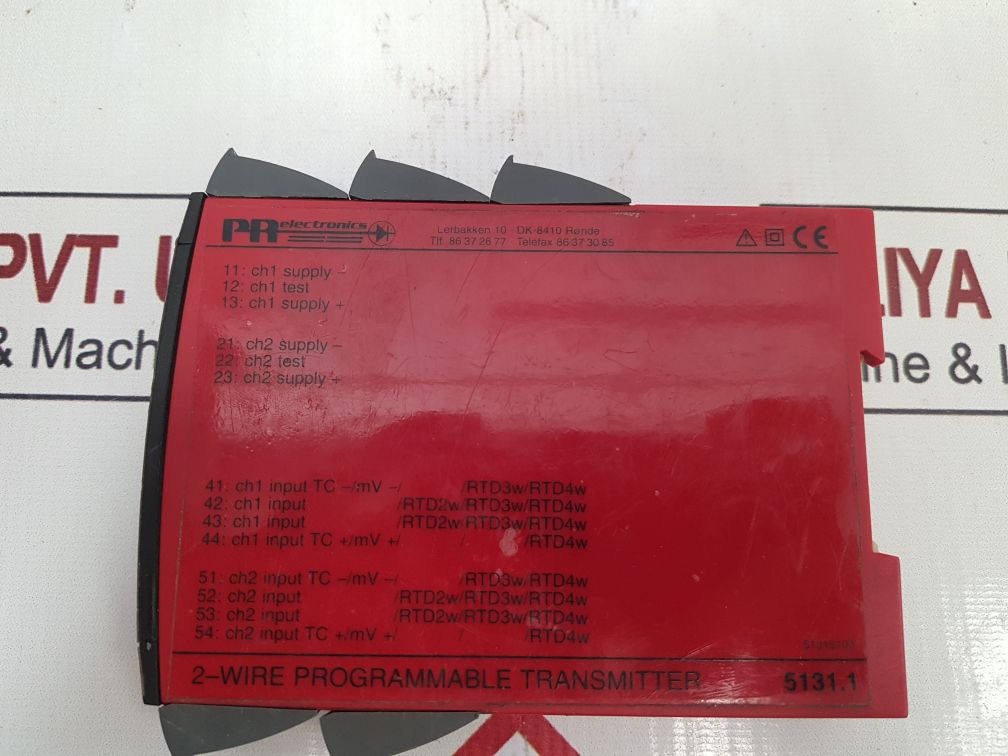 PR electronics
Lerbakken 10 DK-8410 Rønde
Tlf. 86 37 26 77 Telefax 86 37 30 85
CE
11: ch1 supply –
12: ch1 test
13: ch1 supply +
21: ch2 supply –
22: ch2 test
23: ch2 supply +
41: ch1 input TC –/mV –/ /RTD3w/RTD4w
42: ch1 input /RTD2w/RTD3w/RTD4w
43: ch1 input /RTD2w/RTD3w/RTD4w
44: ch1 input TC +/mV +/ / /RTD4w
51: ch2 input TC –/mV –/ /RTD3w/RTD4w
52: ch2 input /RTD2w/RTD3w/RTD4w
53: ch2 input /RTD2w/RTD3w/RTD4w
54: ch2 input TC +/mV +/ / /RTD4w
2–WIRE PROGRAMMABLE TRANSMITTER 5131.1
PVT.
LIYA
& Mach
ne &